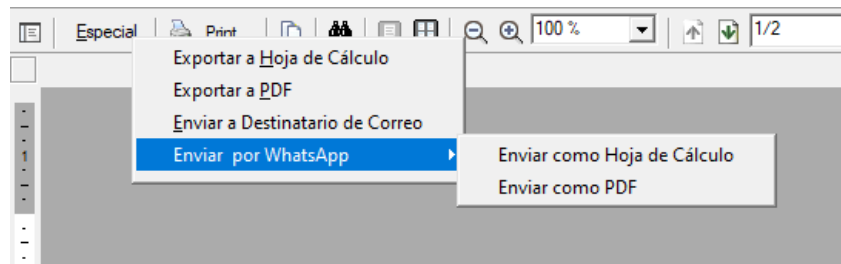 Especial Print 100 % 1/2
Exportar a Hoja de Cálculo
Exportar a PDF
Enviar a Destinatario de Correo
Enviar por WhatsApp
Enviar como Hoja de Cálculo
Enviar como PDF
1